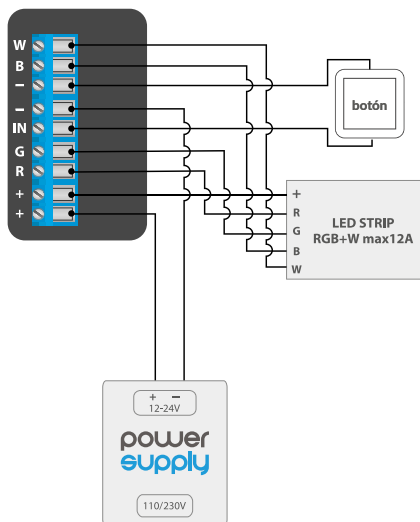 W
B
–
–
IN
G
R
+
+
botón
+
R
G
B
W
LED STRIP
RGB+W max12A
+ –
12-24V
power
supply
110/230V